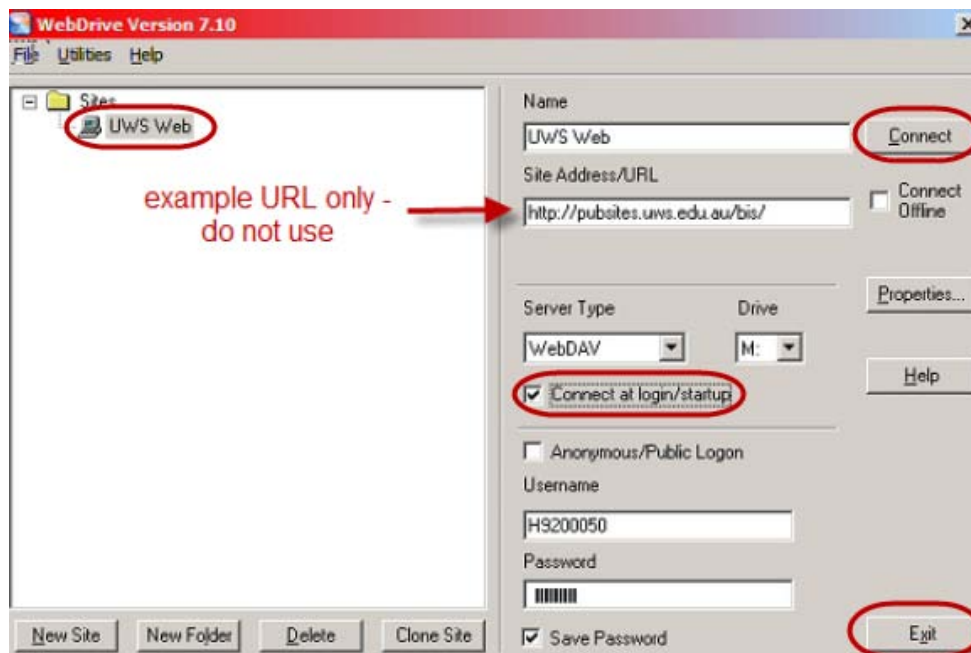 WebDrive Version 7.10
File Utilities Help
Sites
UWS Web
example URL only -
do not use
Name
UWS Web
Connect
Site Address/URL
http://pubsites.uws.edu.au/bis/
Connect
Offline
Properties...
Server Type Drive
WebDAV M:
Help
Connect at login/startup
Anonymous/Public Logon
Username
H9200050
Password
Save Password
Exit
New Site New Folder Delete Clone Site